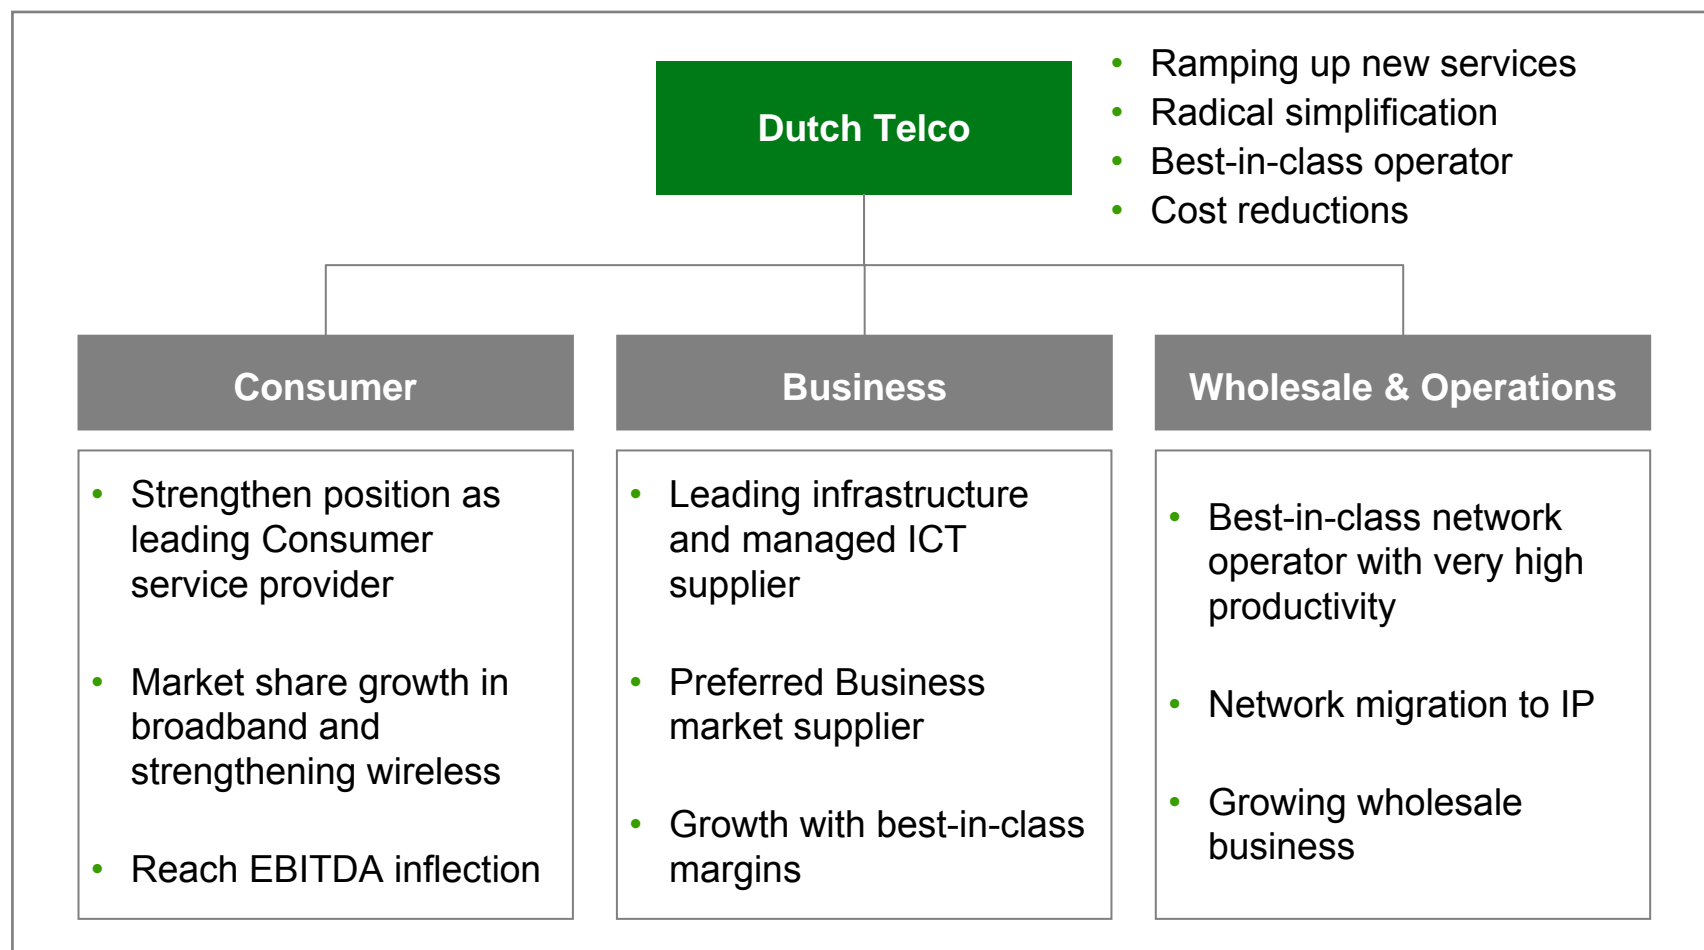 Dutch Telco
• Ramping up new services
• Radical simplification
• Best-in-class operator
• Cost reductions
Consumer
• Strengthen position as
leading Consumer
service provider
• Market share growth in
broadband and
strengthening wireless
• Reach EBITDA inflection
Business
• Leading infrastructure
and managed ICT
supplier
• Preferred Business
market supplier
• Growth with best-in-class
margins
Wholesale & Operations
• Best-in-class network
operator with very high
productivity
• Network migration to IP
• Growing wholesale
business